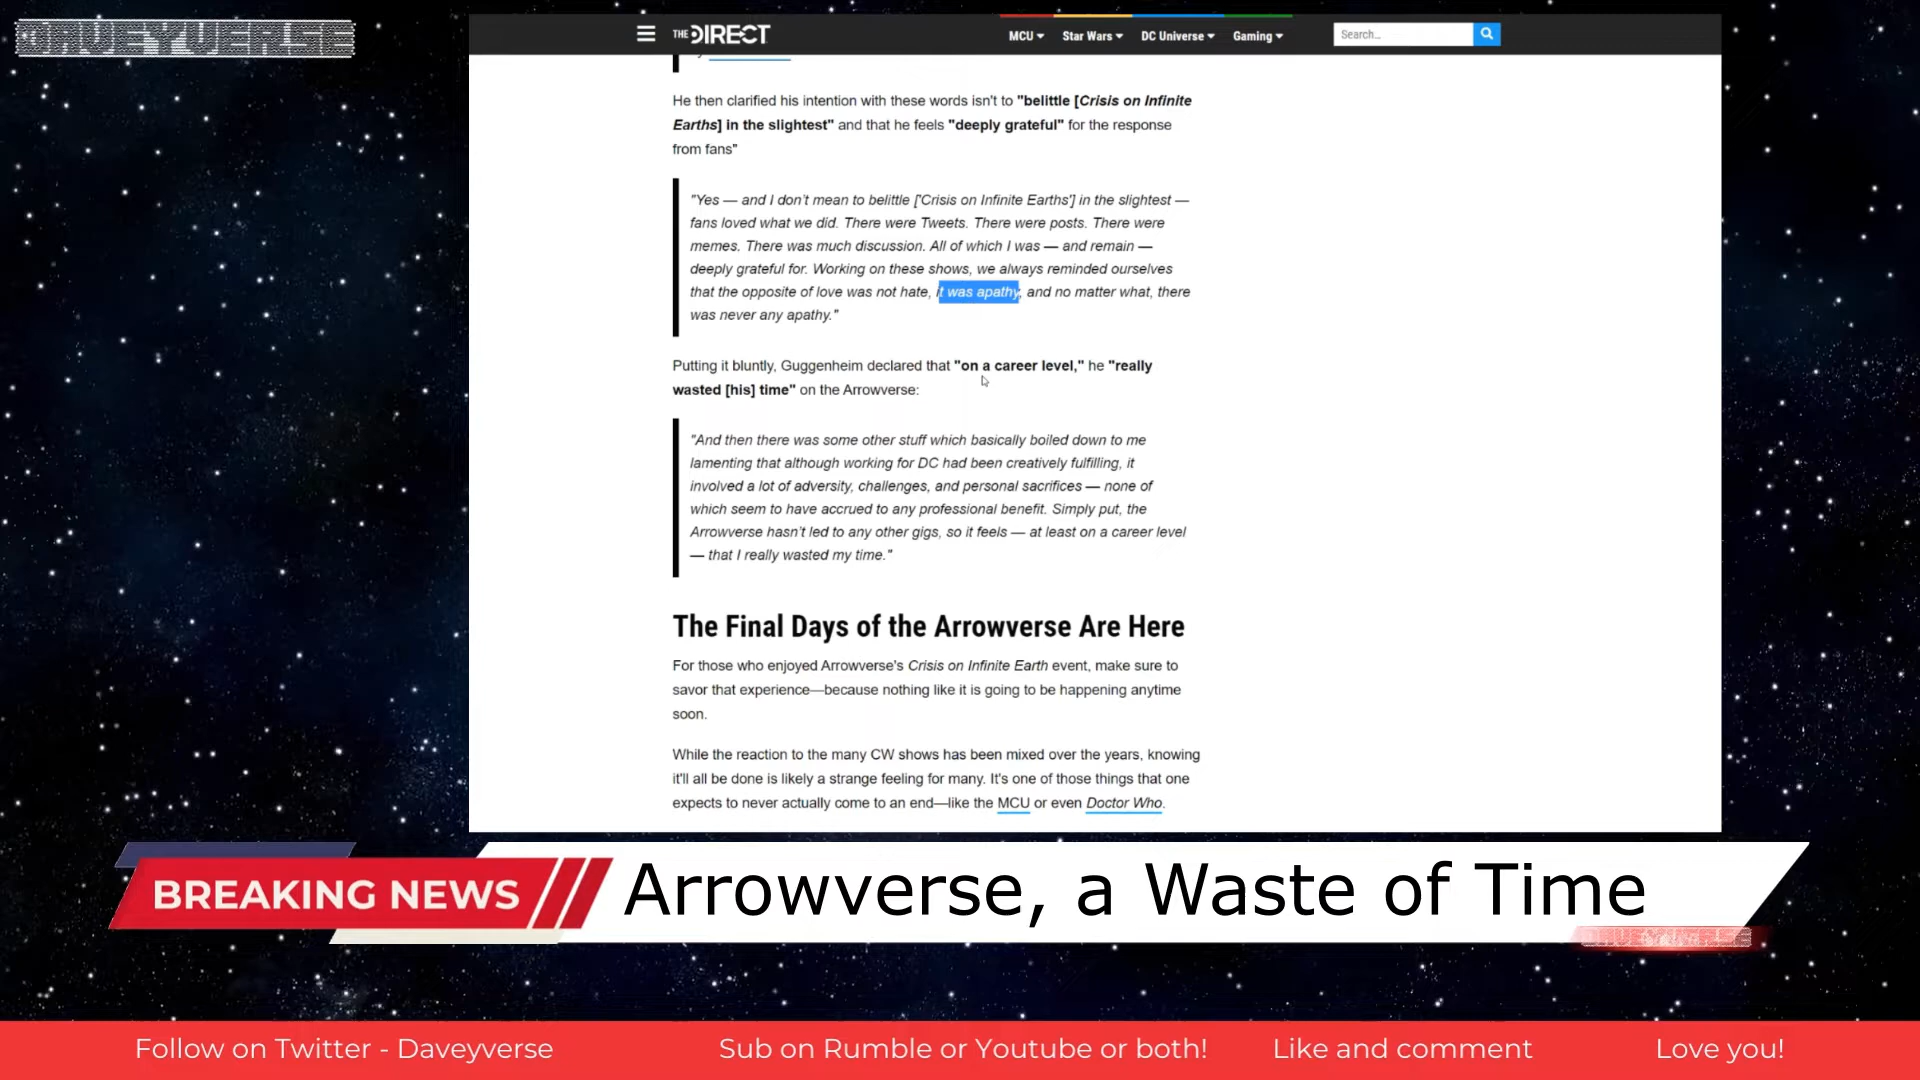 DAVEYVERSE
THE DIRECT
MCU
Star Wars
DC Universe
Gaming
Search...
He then clarified his intention with these words isn't to "belittle [Crisis on Infinite
Earths] in the slightest" and that he feels "deeply grateful" for the response
from fans"
"Yes — and I don't mean to belittle ['Crisis on Infinite Earths'] in the slightest —
fans loved what we did. There were Tweets. There were posts. There were
memes. There was much discussion. All of which I was — and remain —
deeply grateful for. Working on these shows, we always reminded ourselves
that the opposite of love was not hate, it was apathy, and no matter what, there
was never any apathy."
Putting it bluntly, Guggenheim declared that "on a career level," he "really
wasted [his] time" on the Arrowverse:
"And then there was some other stuff which basically boiled down to me
lamenting that although working for DC had been creatively fulfilling, it
involved a lot of adversity, challenges, and personal sacrifices — none of
which seem to have accrued to any professional benefit. Simply put, the
Arrowverse hasn't led to any other gigs, so it feels — at least on a career level
— that I really wasted my time."
The Final Days of the Arrowverse Are Here
For those who enjoyed Arrowverse's Crisis on Infinite Earth event, make sure to
savor that experience—because nothing like it is going to be happening anytime
soon.
While the reaction to the many CW shows has been mixed over the years, knowing
it'll all be done is likely a strange feeling for many. It's one of those things that one
expects to never actually come to an end—like the MCU or even Doctor Who.
BREAKING NEWS
Arrowverse, a Waste of Time
Follow on Twitter - Daveyverse
Sub on Rumble or Youtube or both!
Like and comment
Love you!